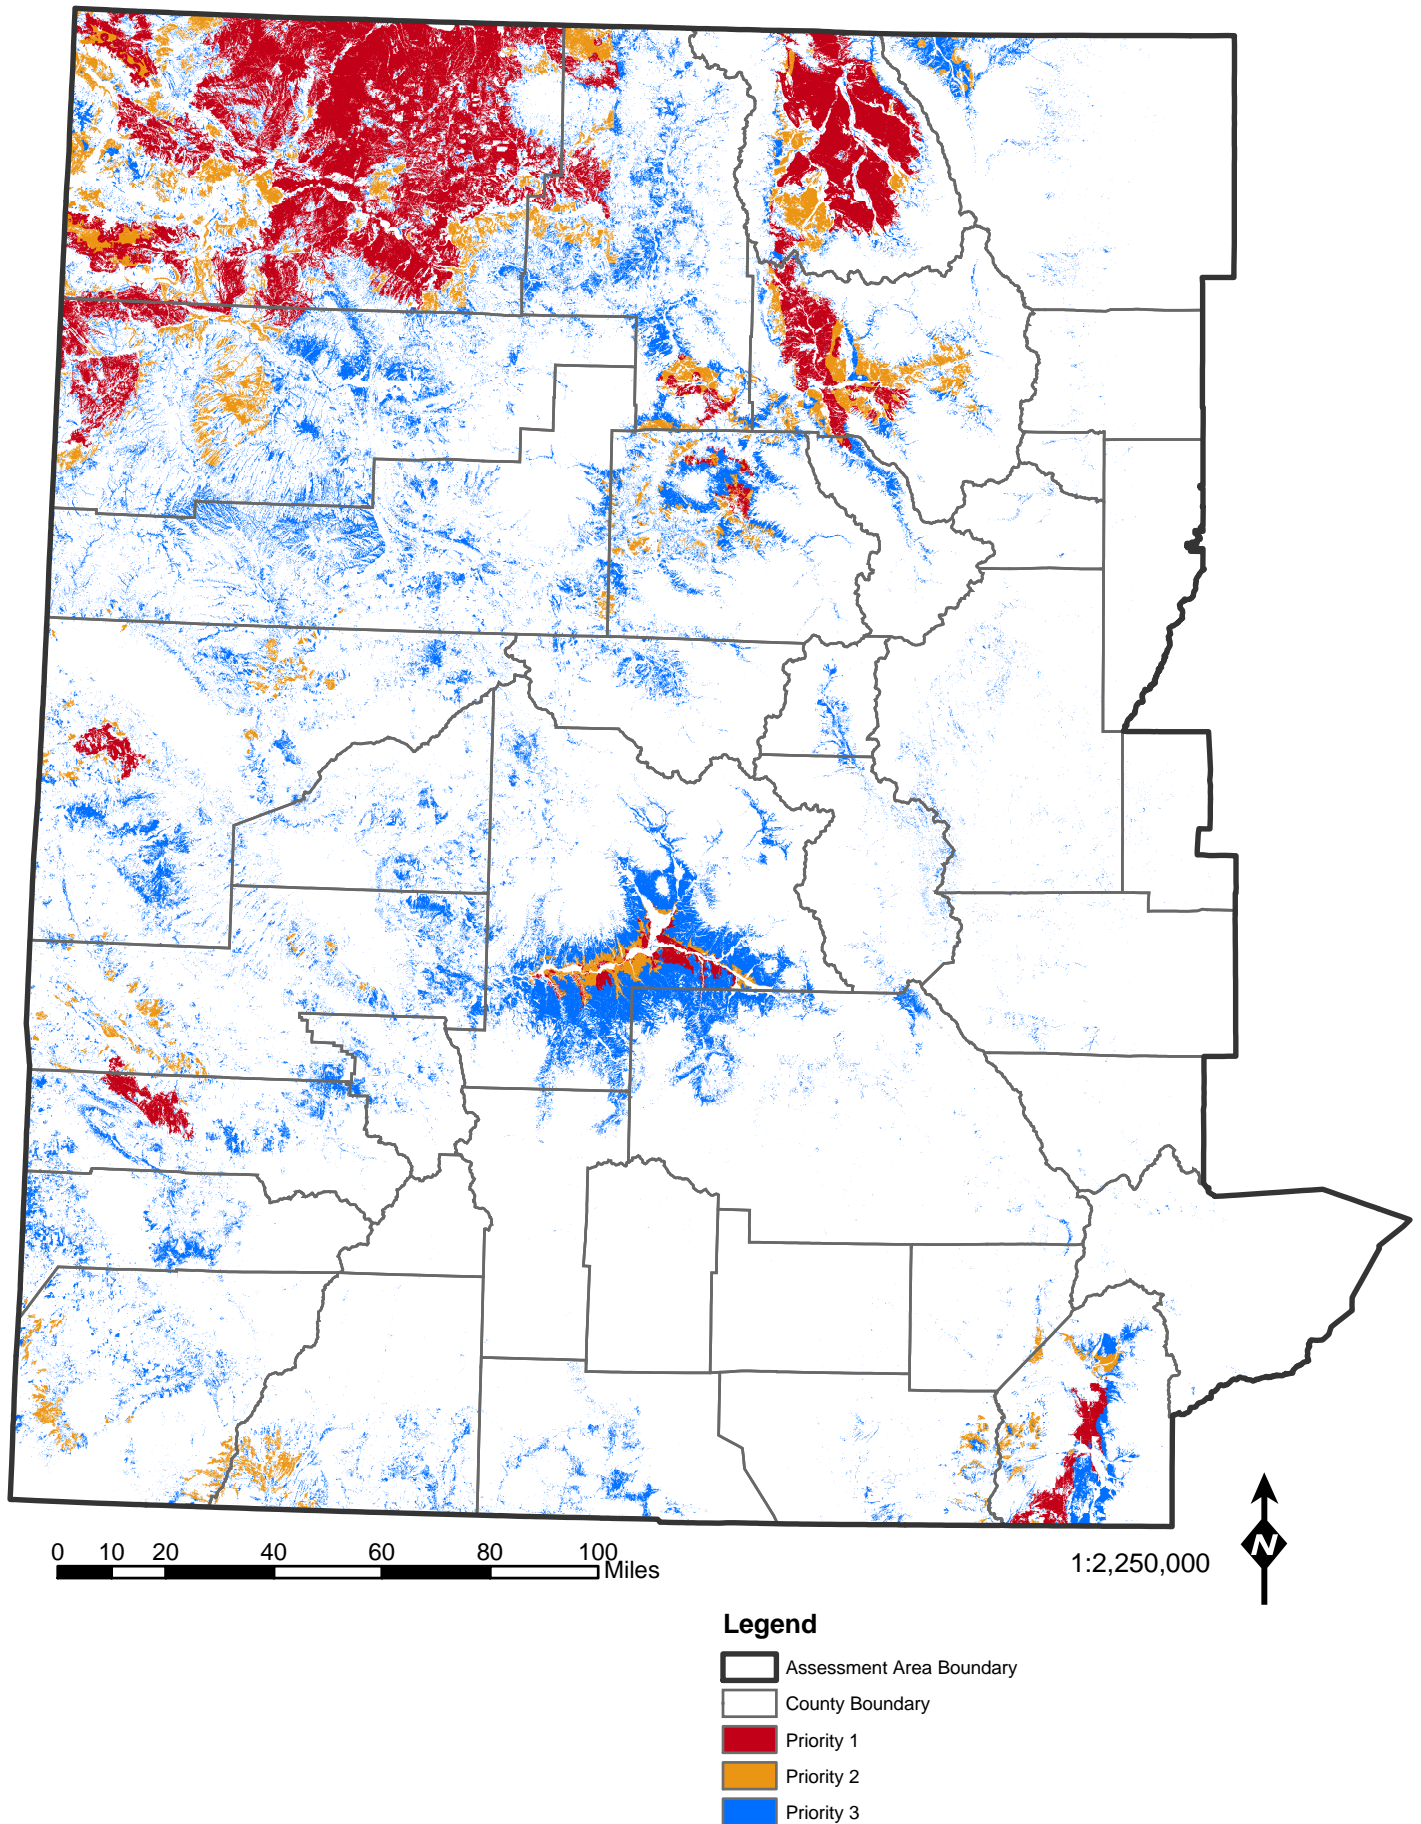 0 10 20 40 60 80 100
Miles
1:2,250,000
N
Legend
Assessment Area Boundary
County Boundary
Priority 1
Priority 2
Priority 3